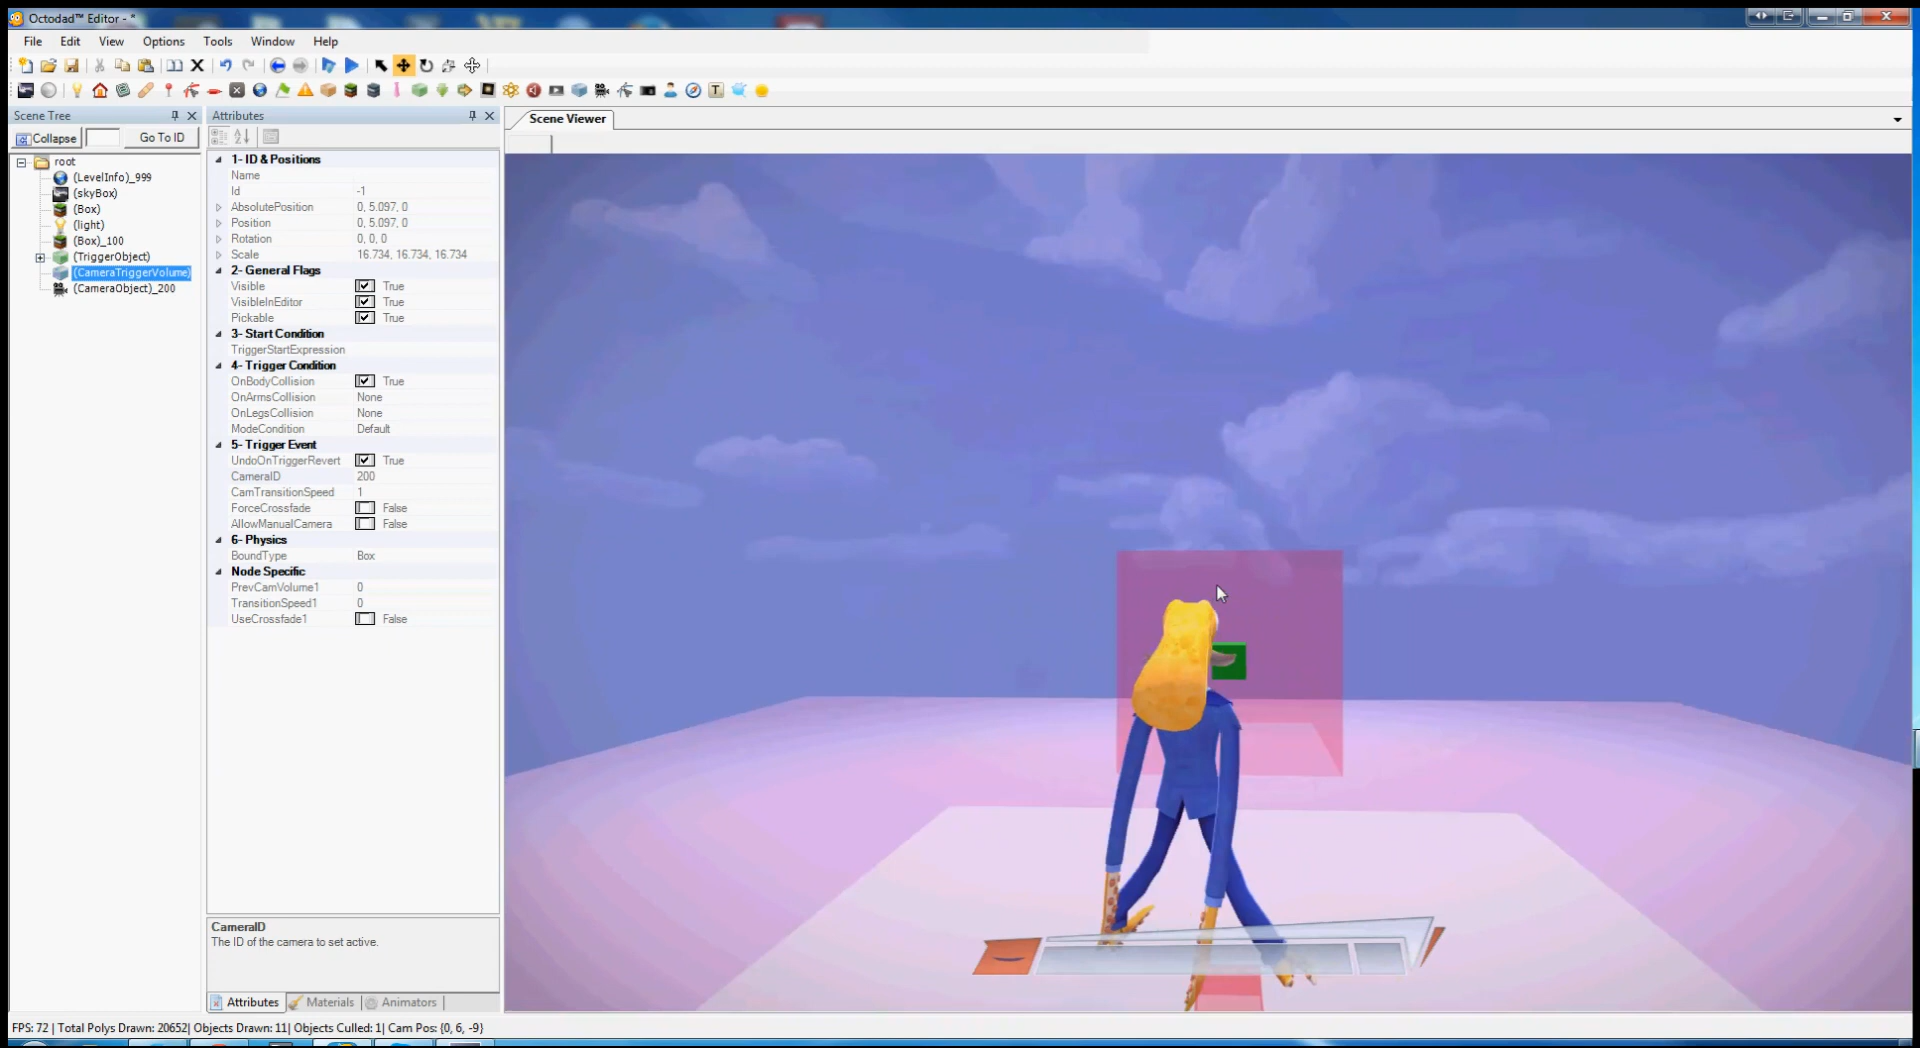 Octodad™ Editor - *
File Edit View Options Tools Window Help
Scene Tree
Collapse Go To ID
root
(LevelInfo)_999
(skyBox)
(Box)
(light)
(Box)_100
(TriggerObject)
(CameraTriggerVolume)
(CameraObject)_200
Attributes
1- ID & Positions
Name
Id -1
AbsolutePosition 0, 5.097, 0
Position 0, 5.097, 0
Rotation 0, 0, 0
Scale 16.734, 16.734, 16.734
2- General Flags
Visible True
VisibleInEditor True
Pickable True
3- Start Condition
TriggerStartExpression
4- Trigger Condition
OnBodyCollision True
OnArmsCollision None
OnLegsCollision None
ModeCondition Default
5- Trigger Event
UndoOnTriggerRevert True
CameraID 200
CamTransitionSpeed 1
ForceCrossfade False
AllowManualCamera False
6- Physics
BoundType Box
Node Specific
PrevCamVolume1 0
TransitionSpeed1 0
UseCrossfade1 False
CameraID
The ID of the camera to set active.
Attributes Materials Animators
Scene Viewer
FPS: 72 | Total Polys Drawn: 20652| Objects Drawn: 11| Objects Culled: 1| Cam Pos: {0, 6, -9}